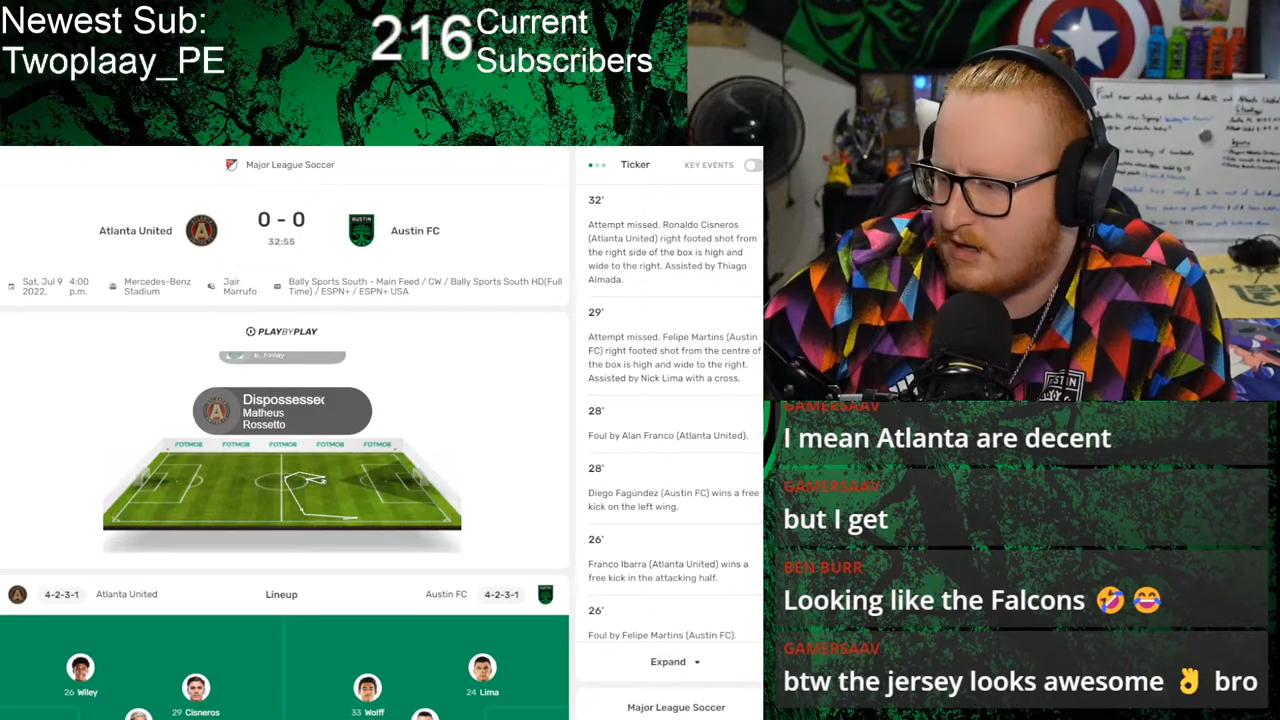 Newest Sub:
Twoplaay_PE
216 Current
Subscribers
Major League Soccer
Atlanta United
0 - 0
32:55
AUSTIN
Austin FC
Sat, Jul 9
2022,
4:00
p.m.
Mercedes-Benz
Stadium
Jair
Marrufo
Bally Sports South - Main Feed / CW / Bally Sports South HD(Full
Time) / ESPN+ / ESPN+ USA
PLAYBYPLAY
E. Finlay
Dispossessed
Matheus
Rossetto
FOTMOB FOTMOB FOTMOB FOTMOB FOTMOB
4-2-3-1 Atlanta United Lineup Austin FC 4-2-3-1
26 Wiley
29 Cisneros
33 Wolff
24 Lima
Ticker KEY EVENTS
32'
Attempt missed. Ronaldo Cisneros
(Atlanta United) right footed shot from
the right side of the box is high and
wide to the right. Assisted by Thiago
Almada.
29'
Attempt missed. Felipe Martins (Austin
FC) right footed shot from the centre of
the box is high and wide to the right.
Assisted by Nick Lima with a cross.
28'
Foul by Alan Franco (Atlanta United).
28'
Diego Fagúndez (Austin FC) wins a free
kick on the left wing.
26'
Franco Ibarra (Atlanta United) wins a
free kick in the attacking half.
26'
Foul by Felipe Martins (Austin FC).
Expand
Major League Soccer
GAMERSAAV
I mean Atlanta are decent
GAMERSAAV
but I get
BEN BURR
Looking like the Falcons 🤣 😂
GAMERSAAV
btw the jersey looks awesome 👌 bro